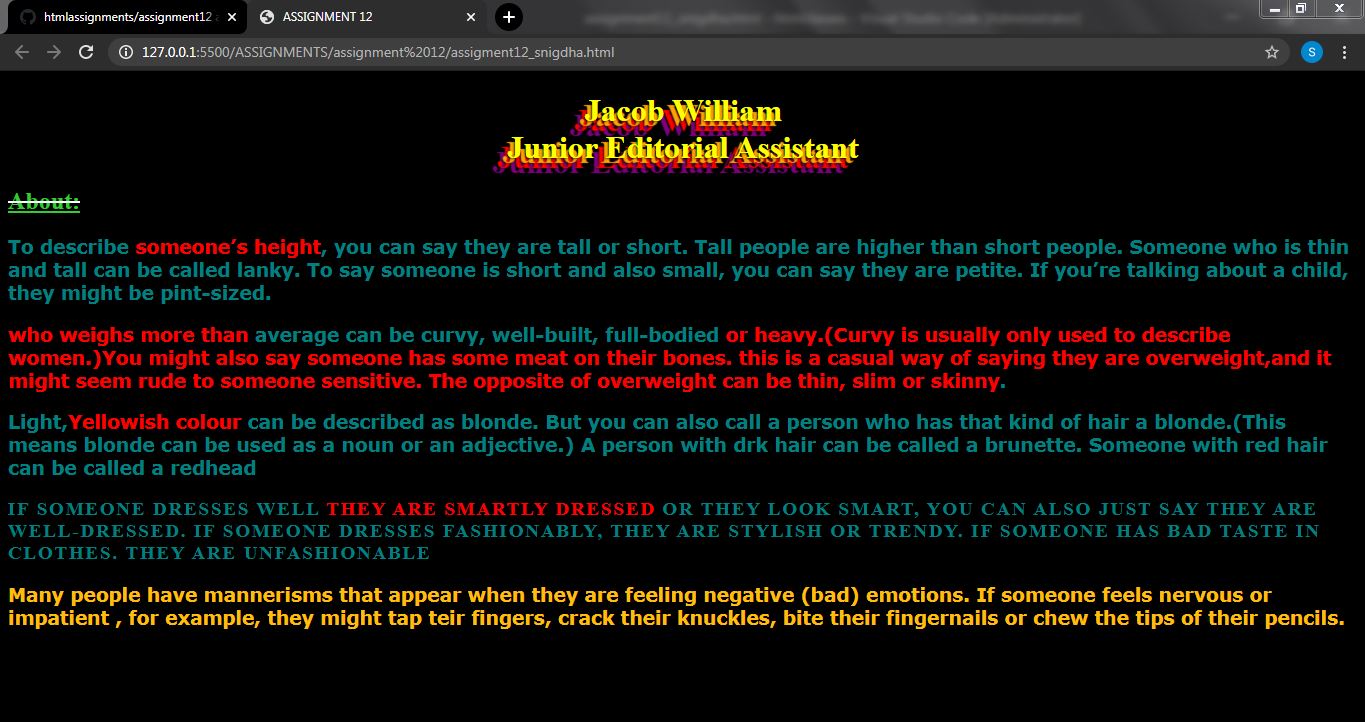 htmlassignments/assignment12
ASSIGNMENT 12
127.0.0.1:5500/ASSIGNMENTS/assignment%2012/assigment12_snigdha.html
S
Jacob William
Junior Editorial Assistant
About:
To describe someone’s height, you can say they are tall or short. Tall people are higher than short people. Someone who is thin
and tall can be called lanky. To say someone is short and also small, you can say they are petite. If you’re talking about a child,
they might be pint-sized.
who weighs more than average can be curvy, well-built, full-bodied or heavy.(Curvy is usually only used to describe
women.)You might also say someone has some meat on their bones. this is a casual way of saying they are overweight,and it
might seem rude to someone sensitive. The opposite of overweight can be thin, slim or skinny.
Light,Yellowish colour can be described as blonde. But you can also call a person who has that kind of hair a blonde.(This
means blonde can be used as a noun or an adjective.) A person with drk hair can be called a brunette. Someone with red hair
can be called a redhead
IF SOMEONE DRESSES WELL THEY ARE SMARTLY DRESSED OR THEY LOOK SMART, YOU CAN ALSO JUST SAY THEY ARE
WELL-DRESSED. IF SOMEONE DRESSES FASHIONABLY, THEY ARE STYLISH OR TRENDY. IF SOMEONE HAS BAD TASTE IN
CLOTHES. THEY ARE UNFASHIONABLE
Many people have mannerisms that appear when they are feeling negative (bad) emotions. If someone feels nervous or
impatient , for example, they might tap teir fingers, crack their knuckles, bite their fingernails or chew the tips of their pencils.